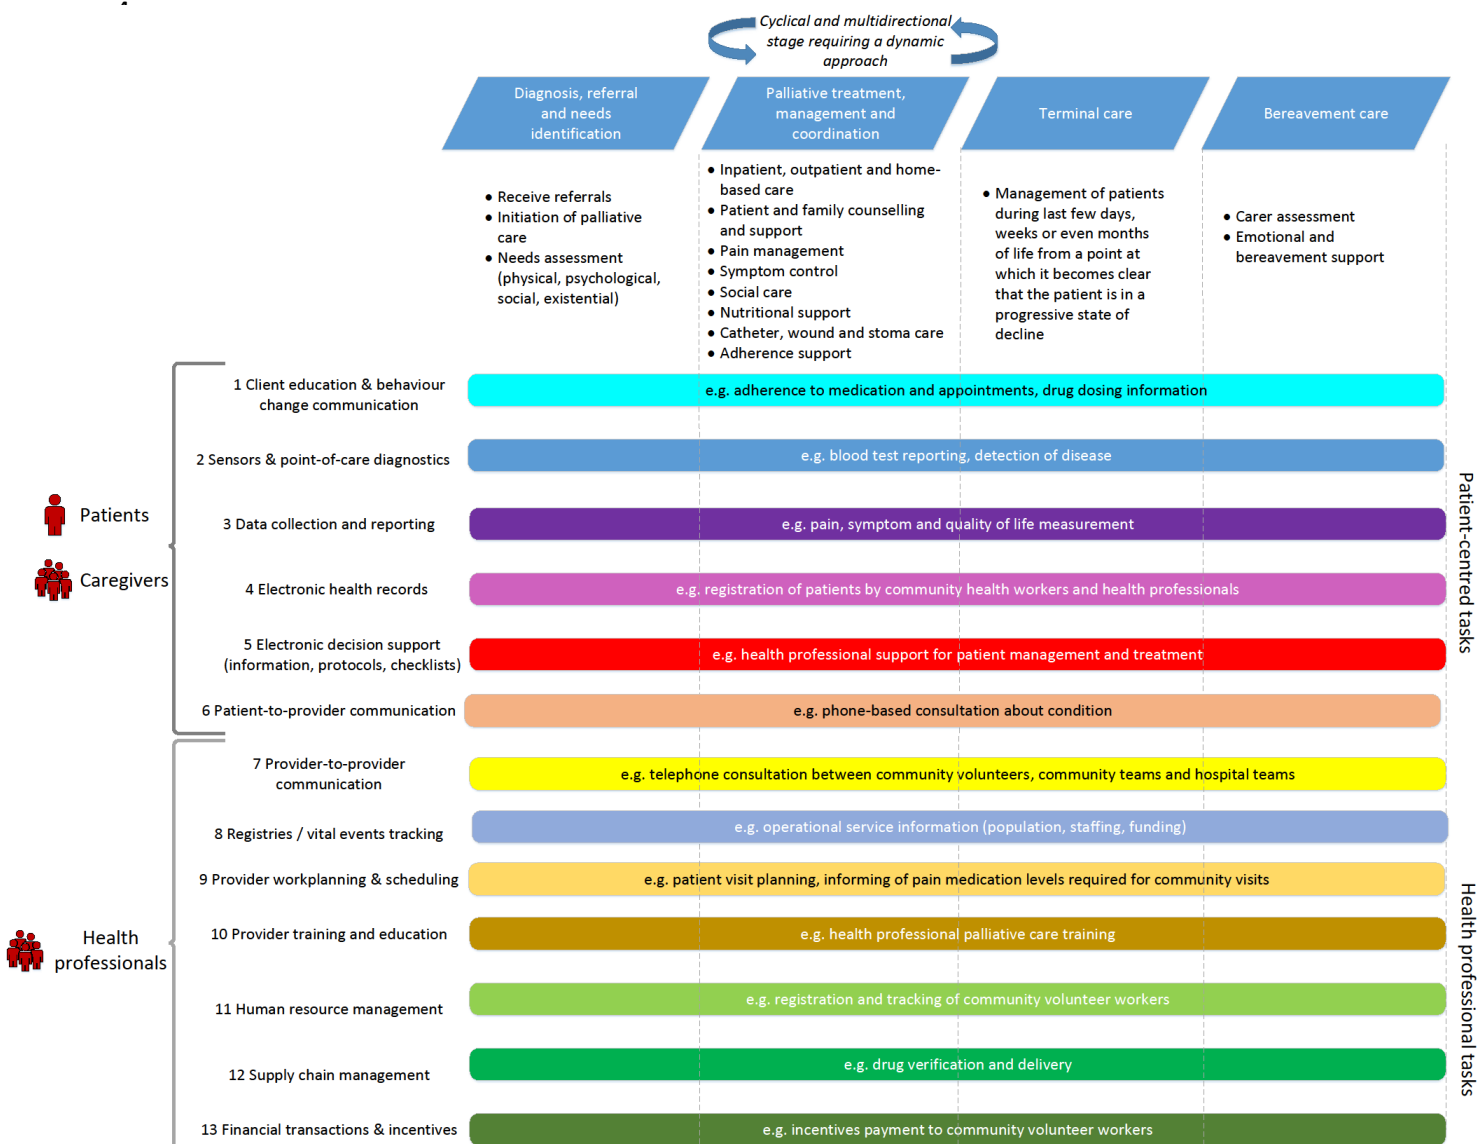 Cyclical and multidirectional
stage requiring a dynamic
approach
Diagnosis, referral
and needs
identification
Palliative treatment,
management and
coordination
Terminal care
Bereavement care
● Receive referrals
● Initiation of palliative
care
● Needs assessment
(physical, psychological,
social, existential)
● Inpatient, outpatient and home-
based care
● Patient and family counselling
and support
● Pain management
● Symptom control
● Social care
● Nutritional support
● Catheter, wound and stoma care
● Adherence support
● Management of patients
during last few days,
weeks or even months
of life from a point at
which it becomes clear
that the patient is in a
progressive state of
decline
● Carer assessment
● Emotional and
bereavement support
Patients
Caregivers
1 Client education & behaviour
change communication
e.g. adherence to medication and appointments, drug dosing information
2 Sensors & point-of-care diagnostics
e.g. blood test reporting, detection of disease
3 Data collection and reporting
e.g. pain, symptom and quality of life measurement
4 Electronic health records
e.g. registration of patients by community health workers and health professionals
5 Electronic decision support
(information, protocols, checklists)
e.g. health professional support for patient management and treatment
6 Patient-to-provider communication
e.g. phone-based consultation about condition
Patient-centred tasks
Health
professionals
7 Provider-to-provider
communication
e.g. telephone consultation between community volunteers, community teams and hospital teams
8 Registries / vital events tracking
e.g. operational service information (population, staffing, funding)
9 Provider workplanning & scheduling
e.g. patient visit planning, informing of pain medication levels required for community visits
10 Provider training and education
e.g. health professional palliative care training
11 Human resource management
e.g. registration and tracking of community volunteer workers
12 Supply chain management
e.g. drug verification and delivery
13 Financial transactions & incentives
e.g. incentives payment to community volunteer workers
Health professional tasks